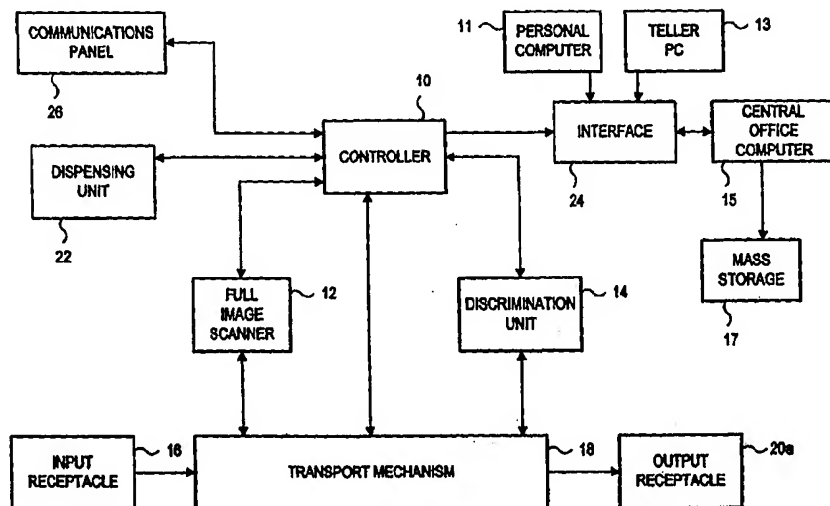 COMMUNICATIONS
PANEL
26
11
PERSONAL
COMPUTER
TELLER
PC
13
10
CONTROLLER
INTERFACE
24
CENTRAL
OFFICE
COMPUTER
15
DISPENSING
UNIT
22
MASS
STORAGE
17
FULL
IMAGE
SCANNER
12
DISCRIMINATION
UNIT
14
INPUT
RECEPTACLE
16
TRANSPORT MECHANISM
18
OUTPUT
RECEPTACLE
20a